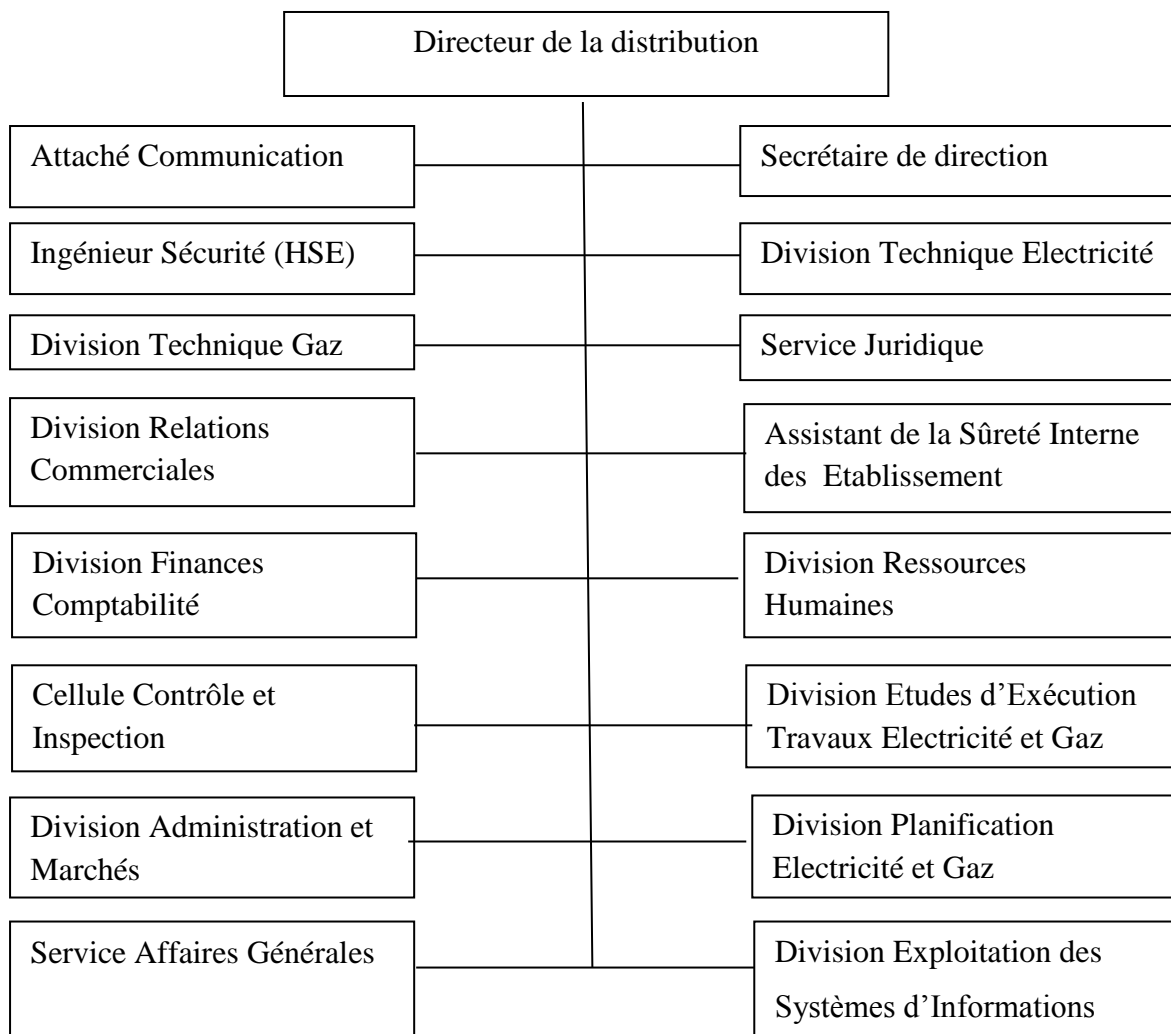 Directeur de la distribution
Attaché Communication
Secrétaire de direction
Ingénieur Sécurité (HSE)
Division Technique Electricité
Division Technique Gaz
Service Juridique
Division Relations
Commerciales
Assistant de la Sûreté Interne
des Etablissement
Division Finances
Comptabilité
Division Ressources
Humaines
Cellule Contrôle et
Inspection
Division Etudes d’Exécution
Travaux Electricité et Gaz
Division Administration et
Marchés
Division Planification
Electricité et Gaz
Service Affaires Générales
Division Exploitation des
Systèmes d’Informations